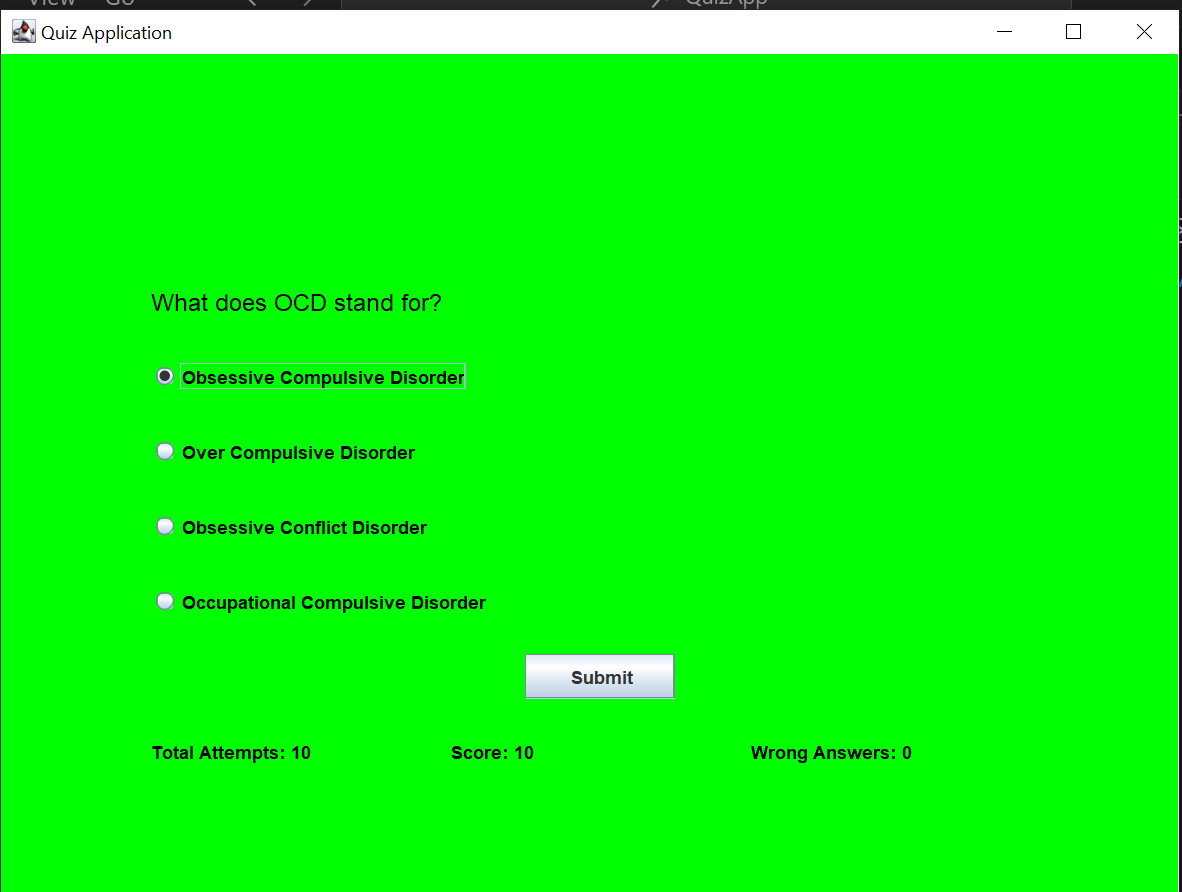 View Go QuizApp
Quiz Application
What does OCD stand for?
Obsessive Compulsive Disorder
Over Compulsive Disorder
Obsessive Conflict Disorder
Occupational Compulsive Disorder
Submit
Total Attempts: 10 Score: 10 Wrong Answers: 0